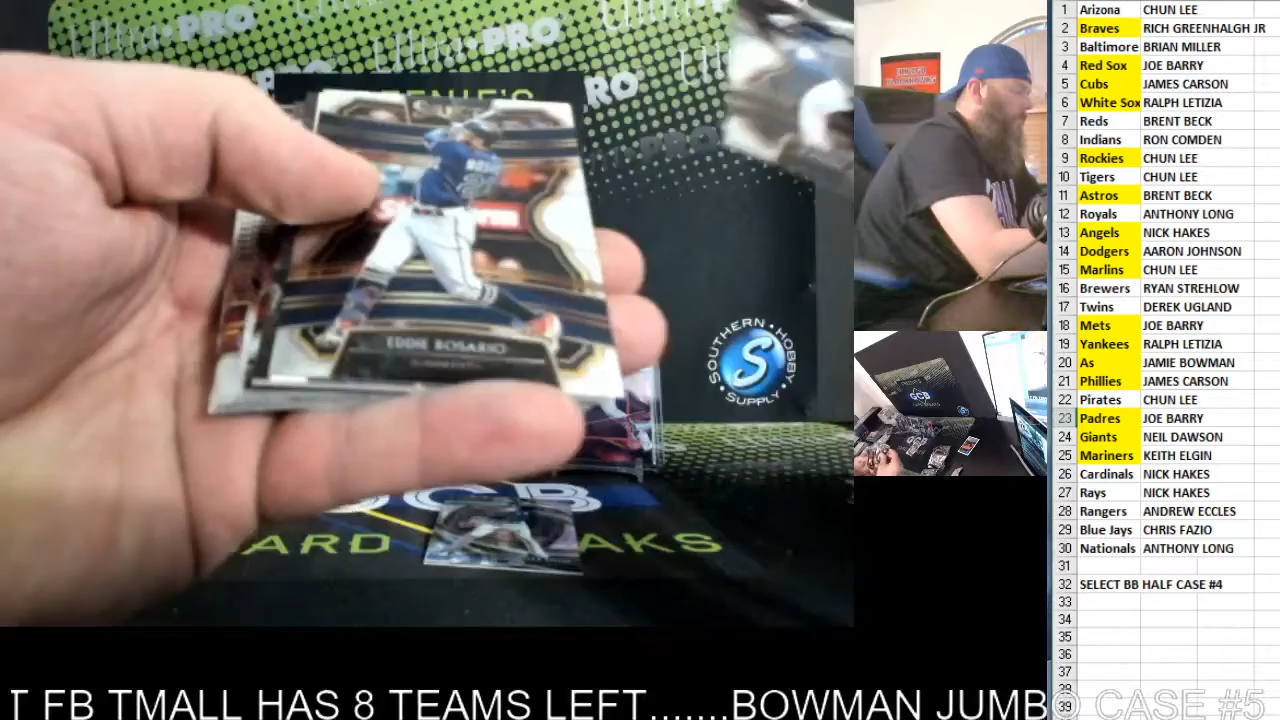 Ultra·PRO
Ultra·PRO
PRO
EDDIE ROSARIO
SOUTHERN HOBBY SUPPLY
S
GCB
CARD BREAKS
1 Arizona CHUN LEE
2 Braves RICH GREENHALGH JR
3 Baltimore BRIAN MILLER
4 Red Sox JOE BARRY
5 Cubs JAMES CARSON
6 White Sox RALPH LETIZIA
7 Reds BRENT BECK
8 Indians RON COMDEN
9 Rockies CHUN LEE
10 Tigers CHUN LEE
11 Astros BRENT BECK
12 Royals ANTHONY LONG
13 Angels NICK HAKES
14 Dodgers AARON JOHNSON
15 Marlins CHUN LEE
16 Brewers RYAN STREHLOW
17 Twins DEREK UGLAND
18 Mets JOE BARRY
19 Yankees RALPH LETIZIA
20 As JAMIE BOWMAN
21 Phillies JAMES CARSON
22 Pirates CHUN LEE
23 Padres JOE BARRY
24 Giants NEIL DAWSON
25 Mariners KEITH ELGIN
26 Cardinals NICK HAKES
27 Rays NICK HAKES
28 Rangers ANDREW ECCLES
29 Blue Jays CHRIS FAZIO
30 Nationals ANTHONY LONG
31
32 SELECT BB HALF CASE #4
33
34
35
36
37
38
39
T FB TMALL HAS 8 TEAMS LEFT.......BOWMAN JUMBO CASE #5